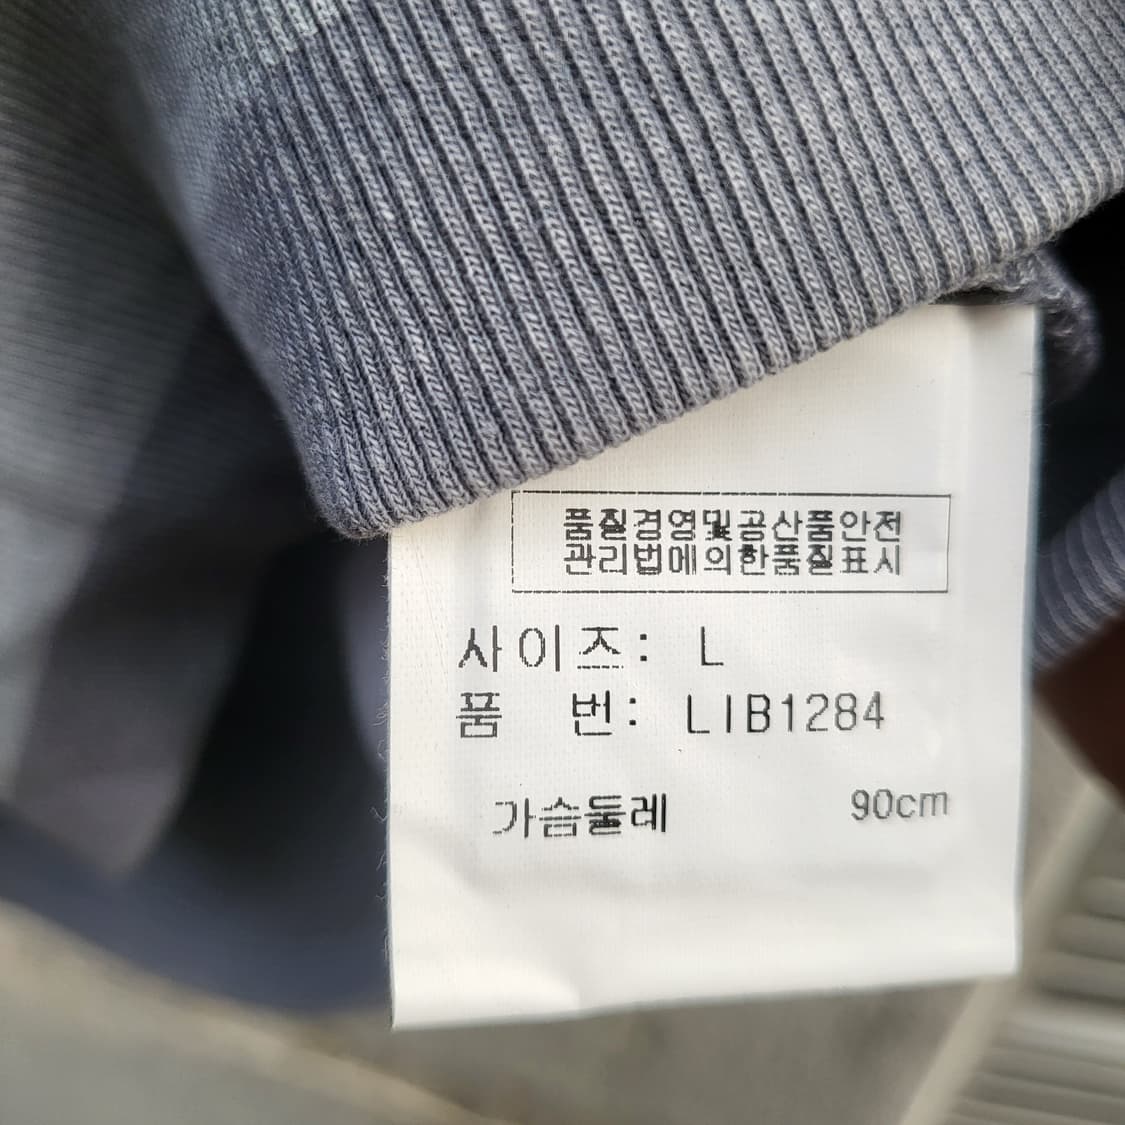 품질경영및공산품안전
관리법에의한품질표시
사이즈: L
품 번: LIB1284
가슴둘레 90cm